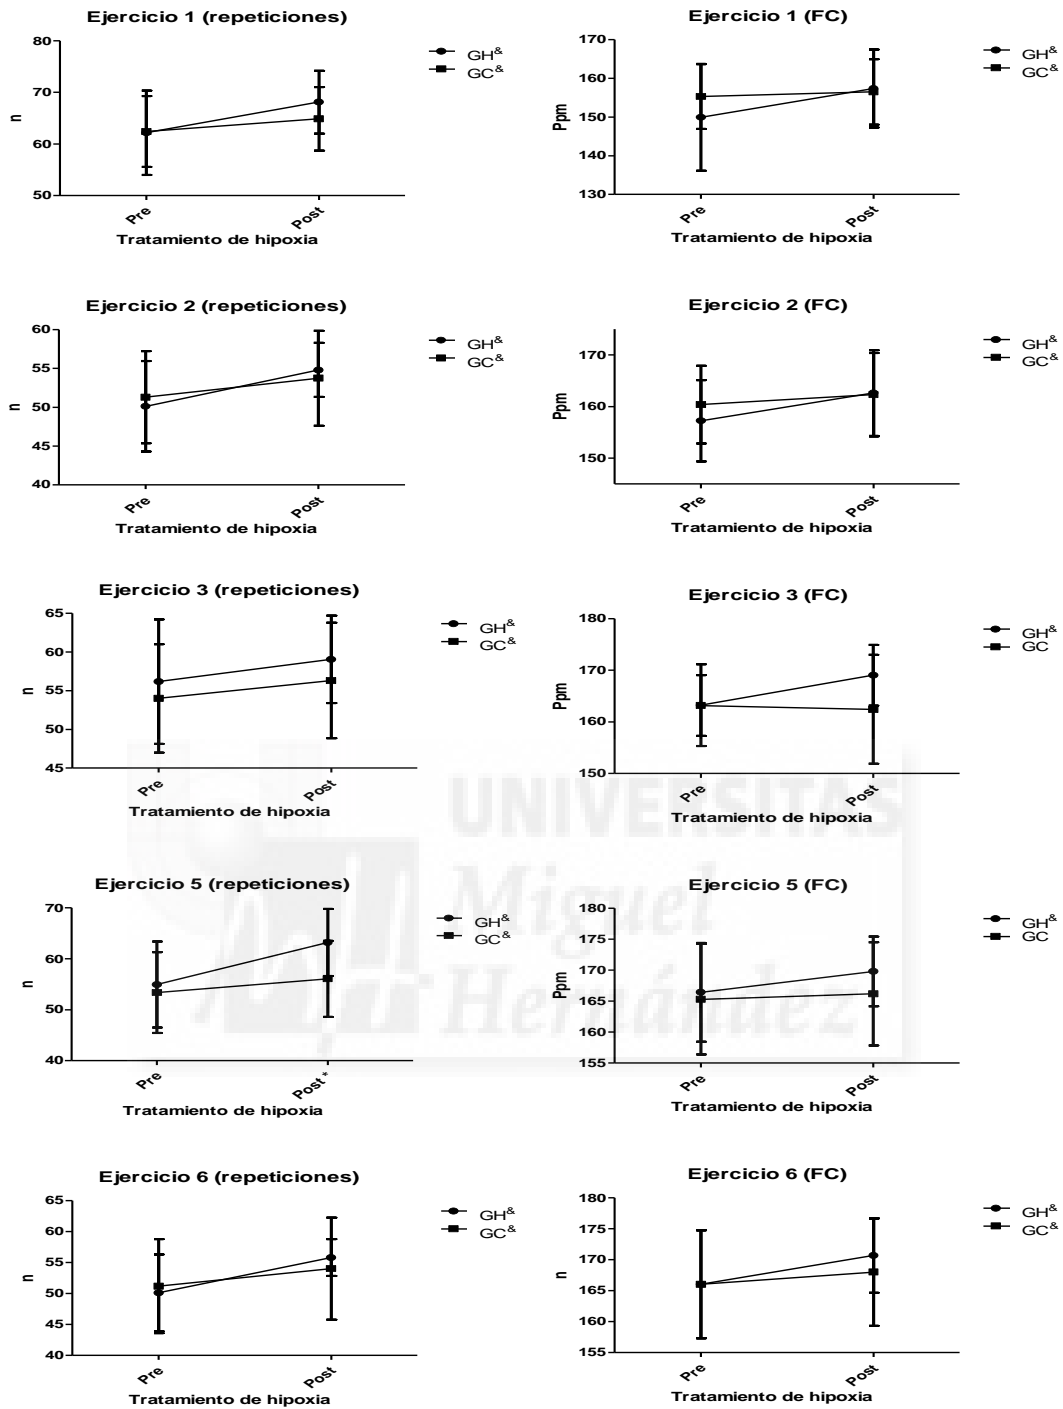 Ejercicio 1 (repeticiones)
80
70
60
50
n
Pre
Post
Tratamiento de hipoxia
GH&
GC&
Ejercicio 1 (FC)
170
160
150
140
130
Ppm
Pre
Post
Tratamiento de hipoxia
GH&
GC&
Ejercicio 2 (repeticiones)
60
55
50
45
40
n
Pre
Post
Tratamiento de hipoxia
GH&
GC&
Ejercicio 2 (FC)
170
160
150
Ppm
Pre
Post
Tratamiento de hipoxia
GH&
GC&
Ejercicio 3 (repeticiones)
65
60
55
50
45
n
Pre
Post
Tratamiento de hipoxia
GH&
GC&
Ejercicio 3 (FC)
180
170
160
150
Ppm
Pre
Post
Tratamiento de hipoxia
GH&
GC
UNIVERSITAS
Miguel
Hernández
Ejercicio 5 (repeticiones)
70
60
50
40
n
Pre
Post *
Tratamiento de hipoxia
GH&
GC&
Ejercicio 5 (FC)
180
175
170
165
160
155
Ppm
Pre
Post
Tratamiento de hipoxia
GH&
GC
Ejercicio 6 (repeticiones)
65
60
55
50
45
40
n
Pre
Post
Tratamiento de hipoxia
GH&
GC&
Ejercicio 6 (FC)
180
175
170
165
160
155
n
Pre
Post
Tratamiento de hipoxia
GH&
GC&